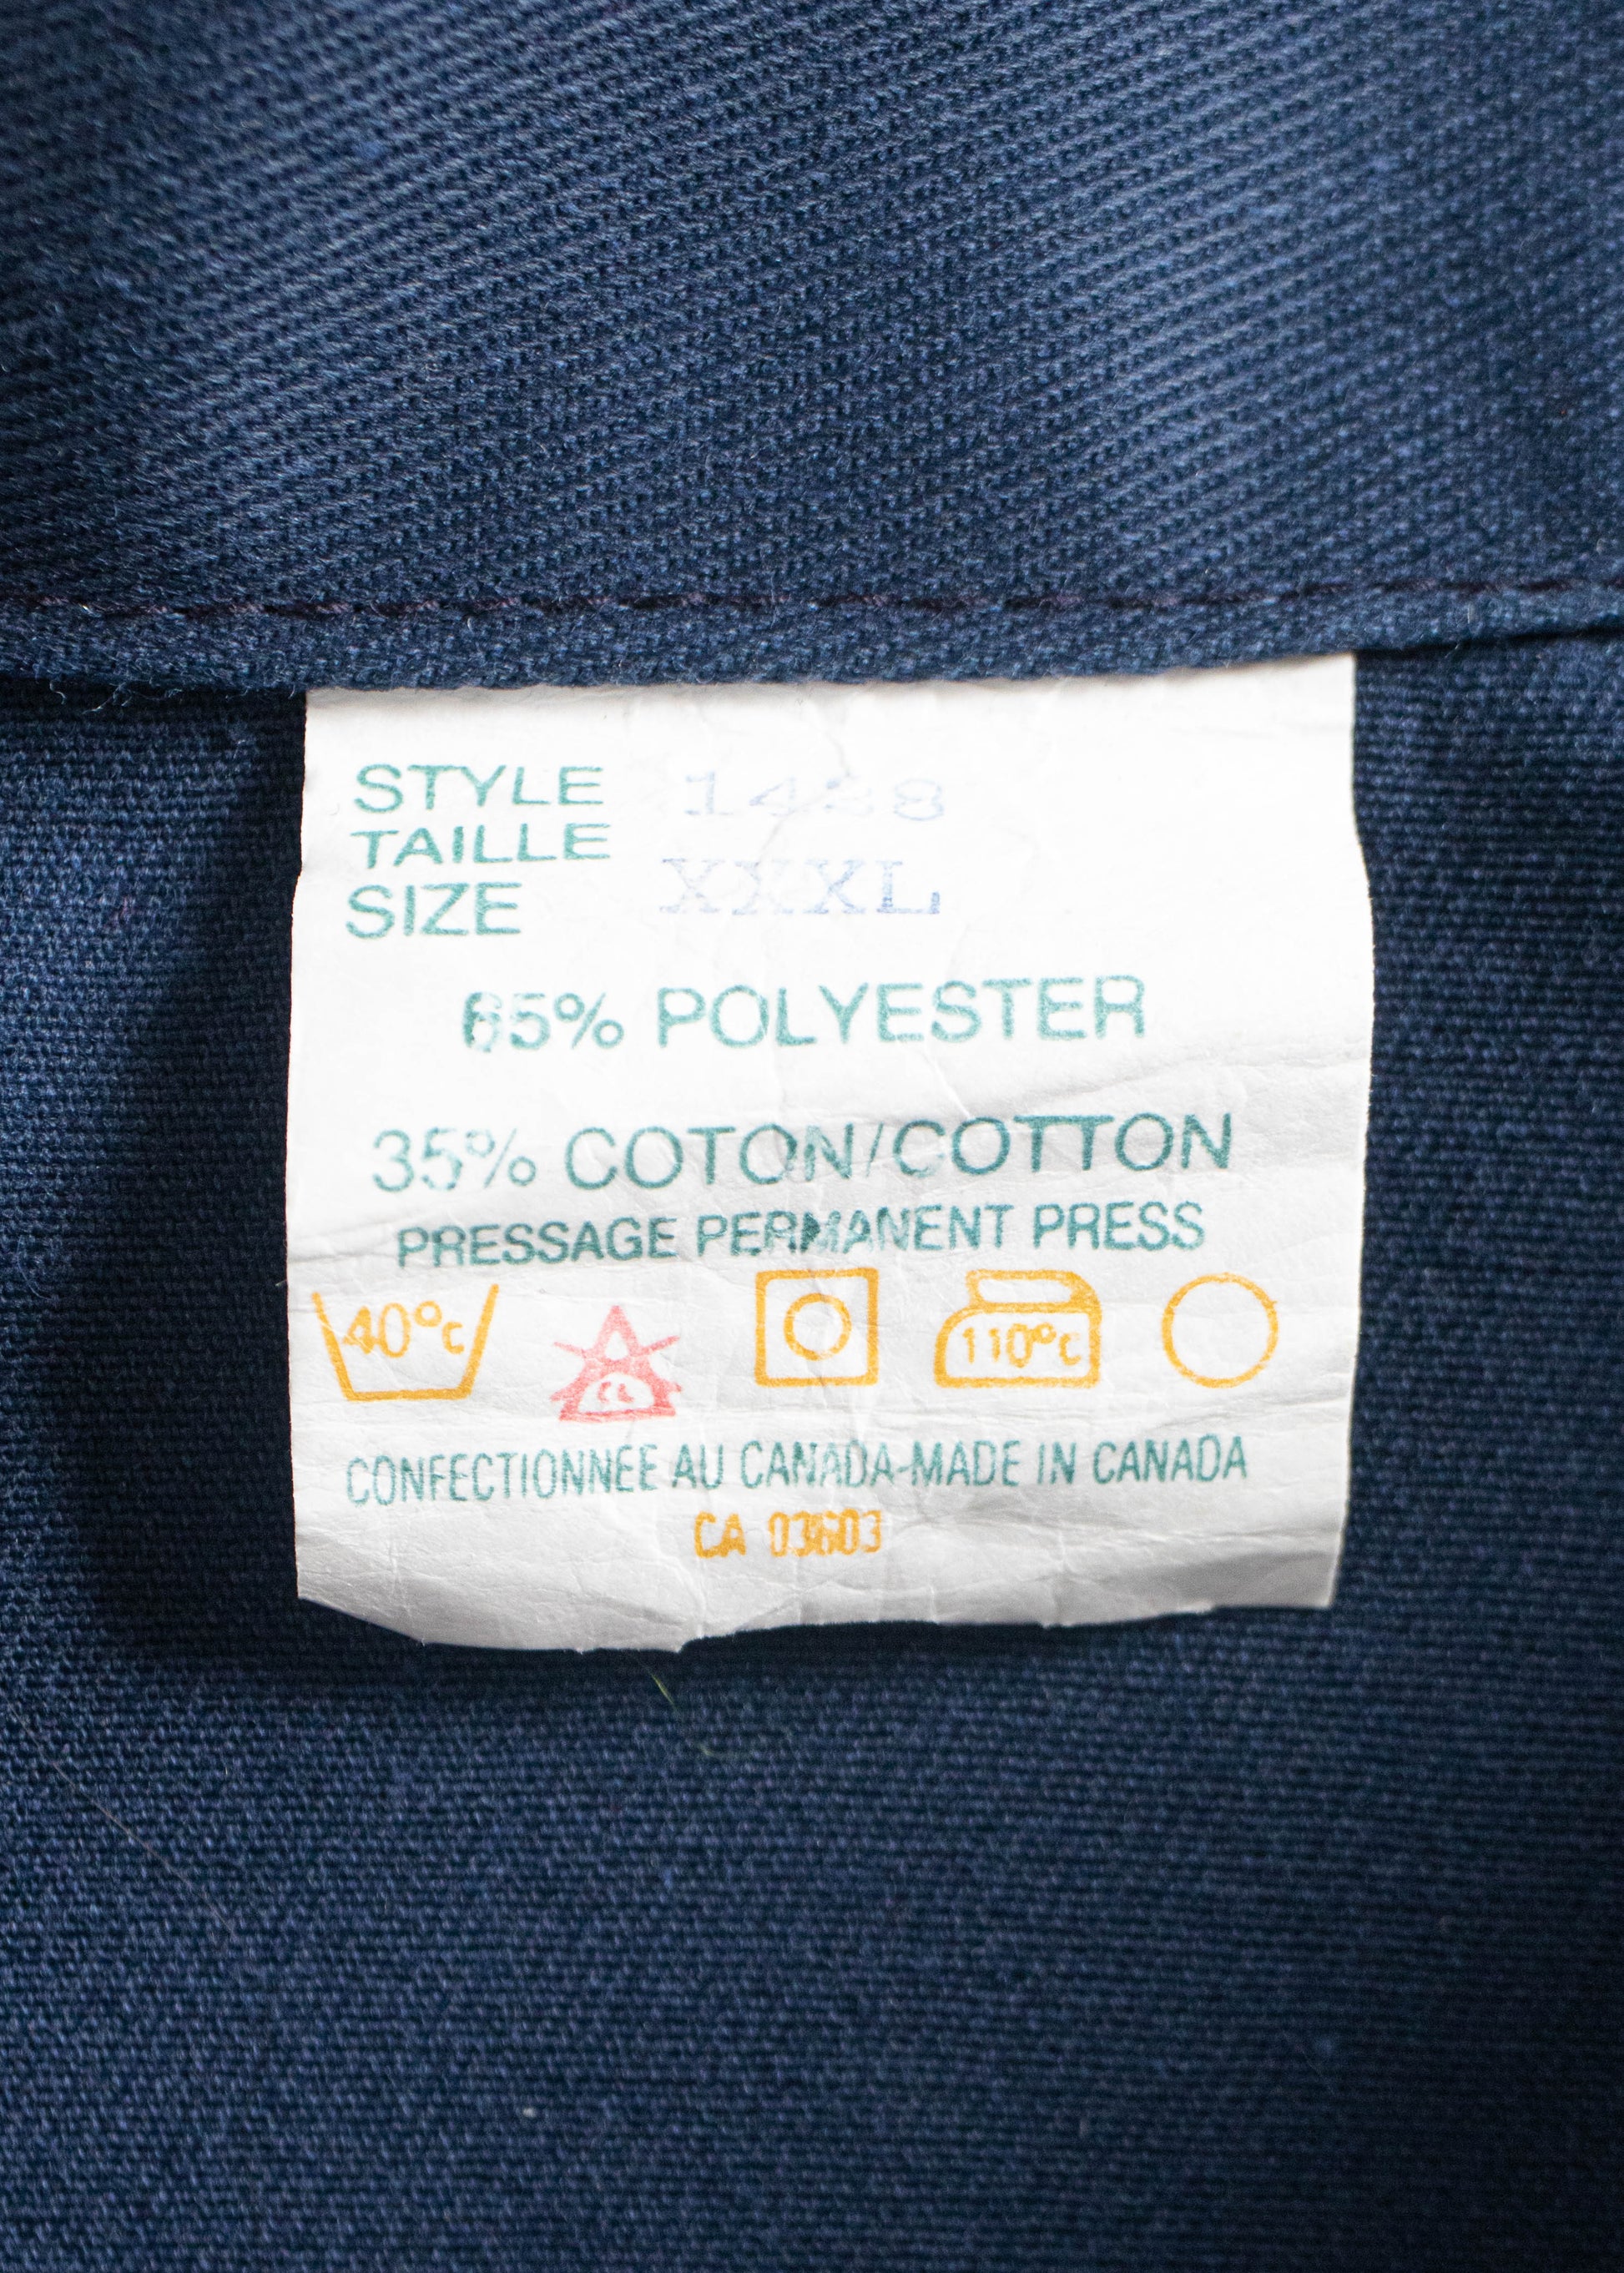 STYLE
TAILLE XXXL
SIZE
65% POLYESTER
35% COTON/COTTON
PRESSAGE PERMANENT PRESS
40°C CL 110°C
CONFECTIONNEE AU CANADA-MADE IN CANADA
CA 03603